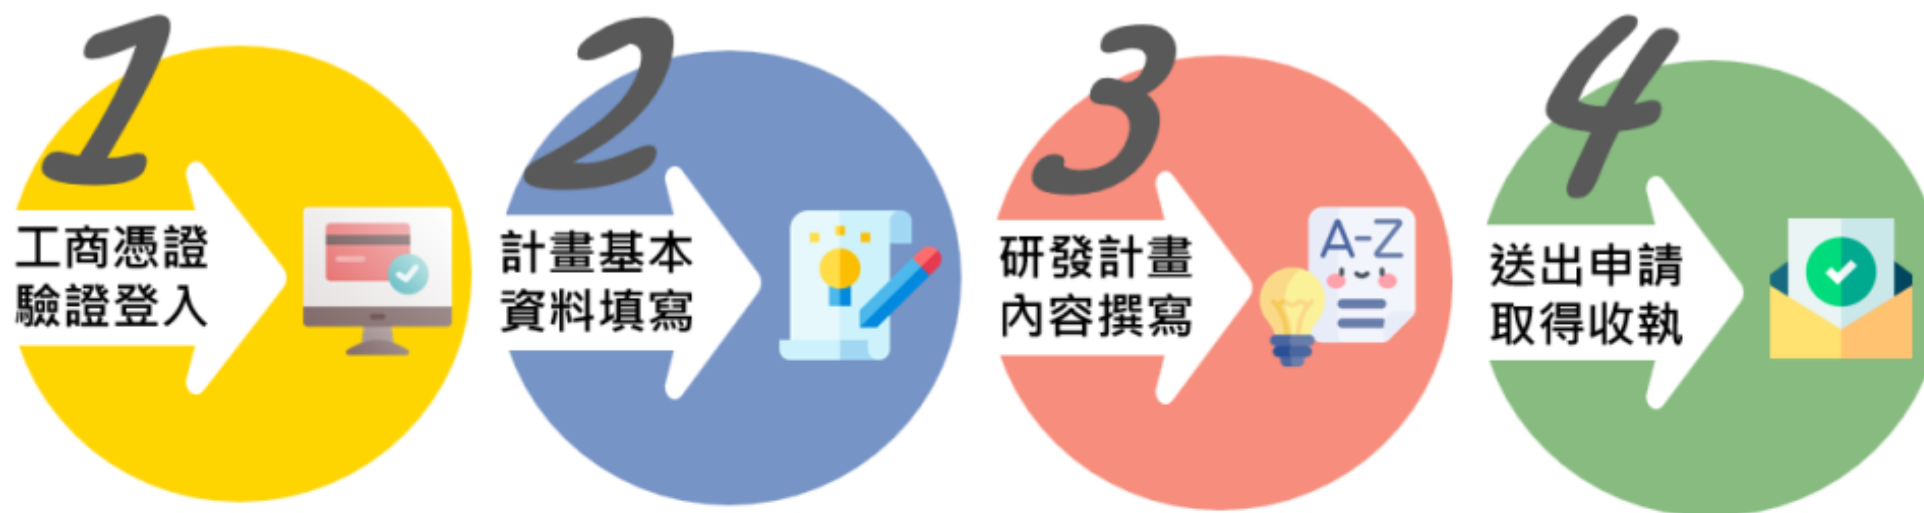 1
工商憑證
驗證登入
2
計畫基本
資料填寫
3
研發計畫
內容撰寫
A-Z
4
送出申請
取得收執